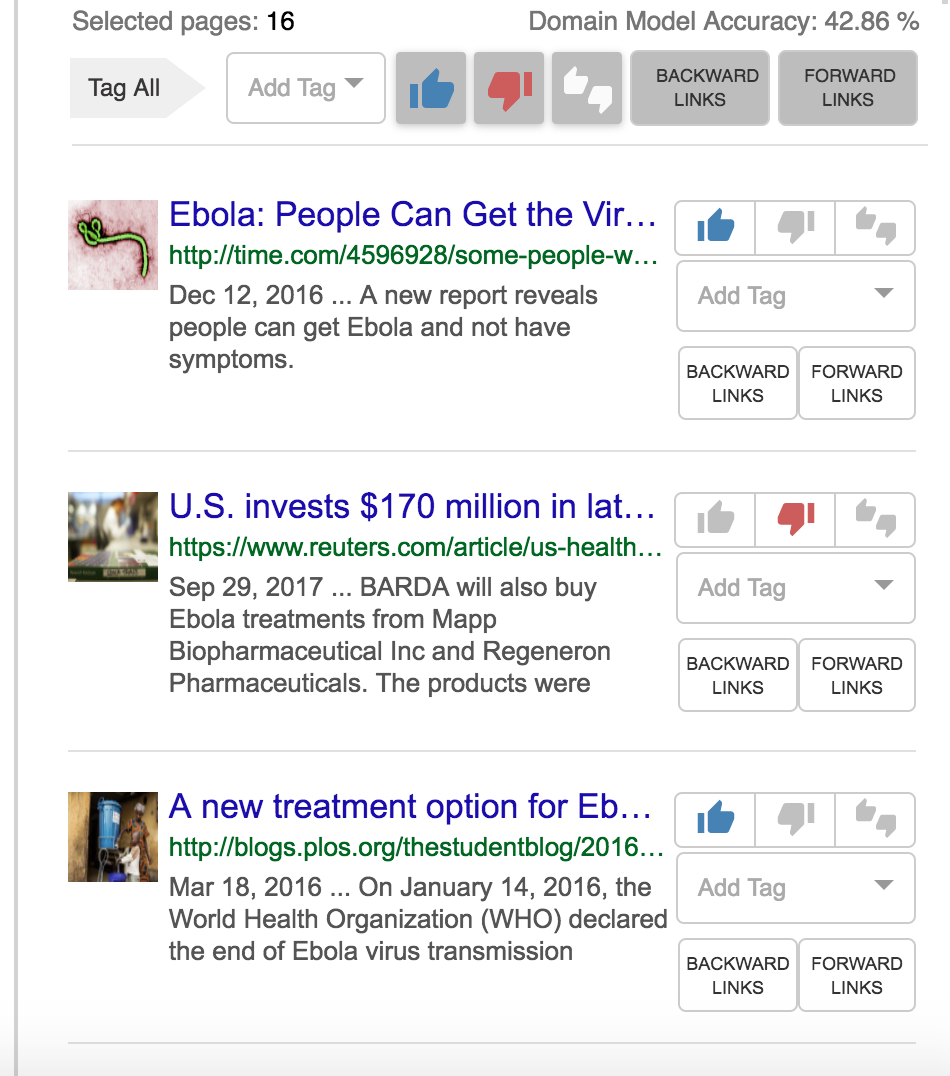 Selected pages: 16
Domain Model Accuracy: 42.86 %
Tag All
Add Tag
BACKWARD
LINKS
FORWARD
LINKS
Ebola: People Can Get the Vir...
http://time.com/4596928/some-people-w...
Dec 12, 2016 ... A new report reveals
people can get Ebola and not have
symptoms.
Add Tag
BACKWARD
LINKS
FORWARD
LINKS
U.S. invests $170 million in lat...
https://www.reuters.com/article/us-health...
Sep 29, 2017 ... BARDA will also buy
Ebola treatments from Mapp
Biopharmaceutical Inc and Regeneron
Pharmaceuticals. The products were
Add Tag
BACKWARD
LINKS
FORWARD
LINKS
A new treatment option for Eb...
http://blogs.plos.org/thestudentblog/2016...
Mar 18, 2016 ... On January 14, 2016, the
World Health Organization (WHO) declared
the end of Ebola virus transmission
Add Tag
BACKWARD
LINKS
FORWARD
LINKS